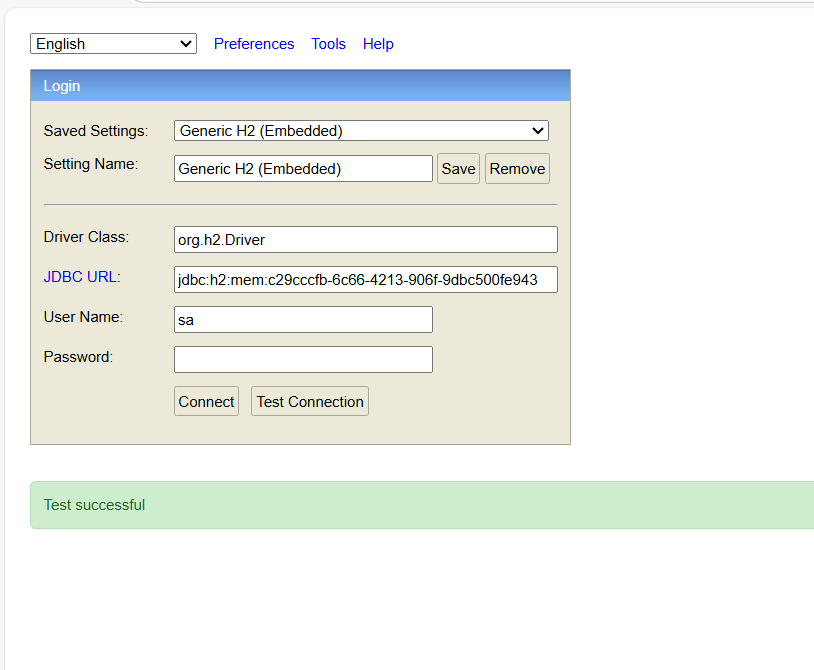 English Preferences Tools Help
Login
Saved Settings: Generic H2 (Embedded)
Setting Name: Generic H2 (Embedded) Save Remove
Driver Class: org.h2.Driver
JDBC URL: jdbc:h2:mem:c29cccfb-6c66-4213-906f-9dbc500fe943
User Name: sa
Password:
Connect Test Connection
Test successful